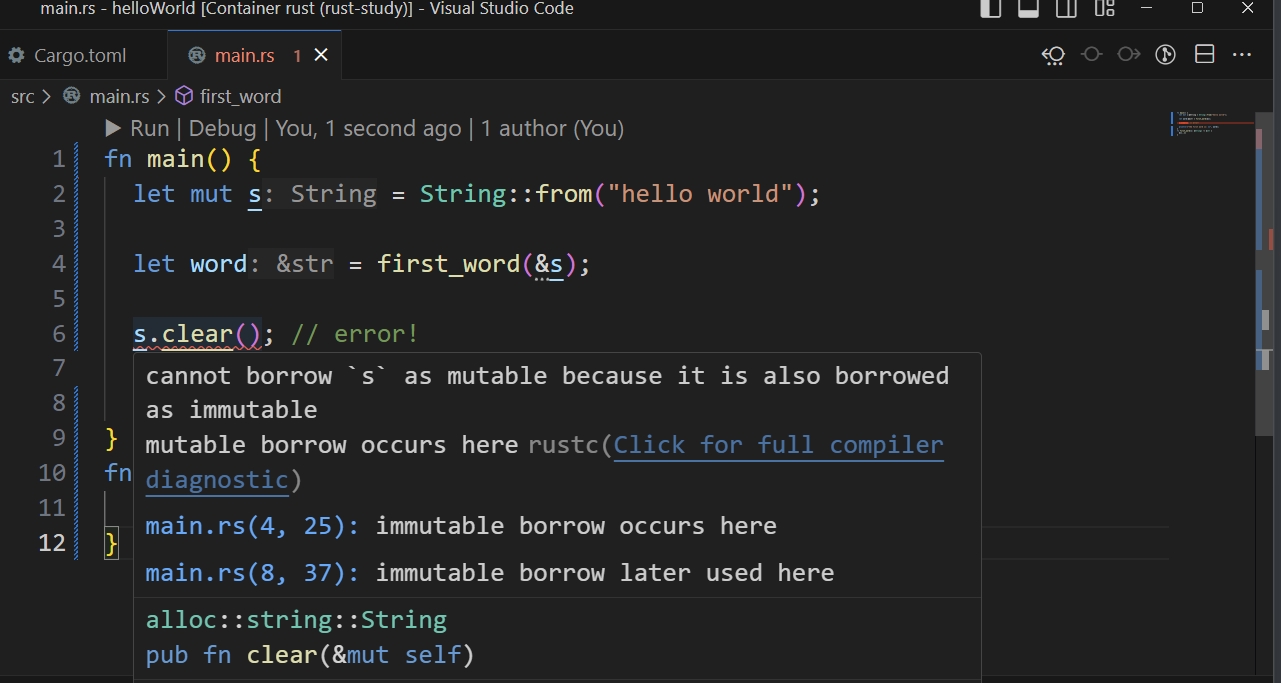 main.rs - helloWorld [Container rust (rust-study)] - Visual Studio Code
Cargo.toml main.rs 1
src > main.rs > first_word
Run | Debug | You, 1 second ago | 1 author (You)
1 fn main() {
2 let mut s: String = String::from("hello world");
3
4 let word: &str = first_word(&s);
5
6 s.clear(); // error!
7
8
9 }
10 fn
11
12 }
cannot borrow `s` as mutable because it is also borrowed
as immutable
mutable borrow occurs here rustc(Click for full compiler
diagnostic)
main.rs(4, 25): immutable borrow occurs here
main.rs(8, 37): immutable borrow later used here
alloc::string::String
pub fn clear(&mut self)